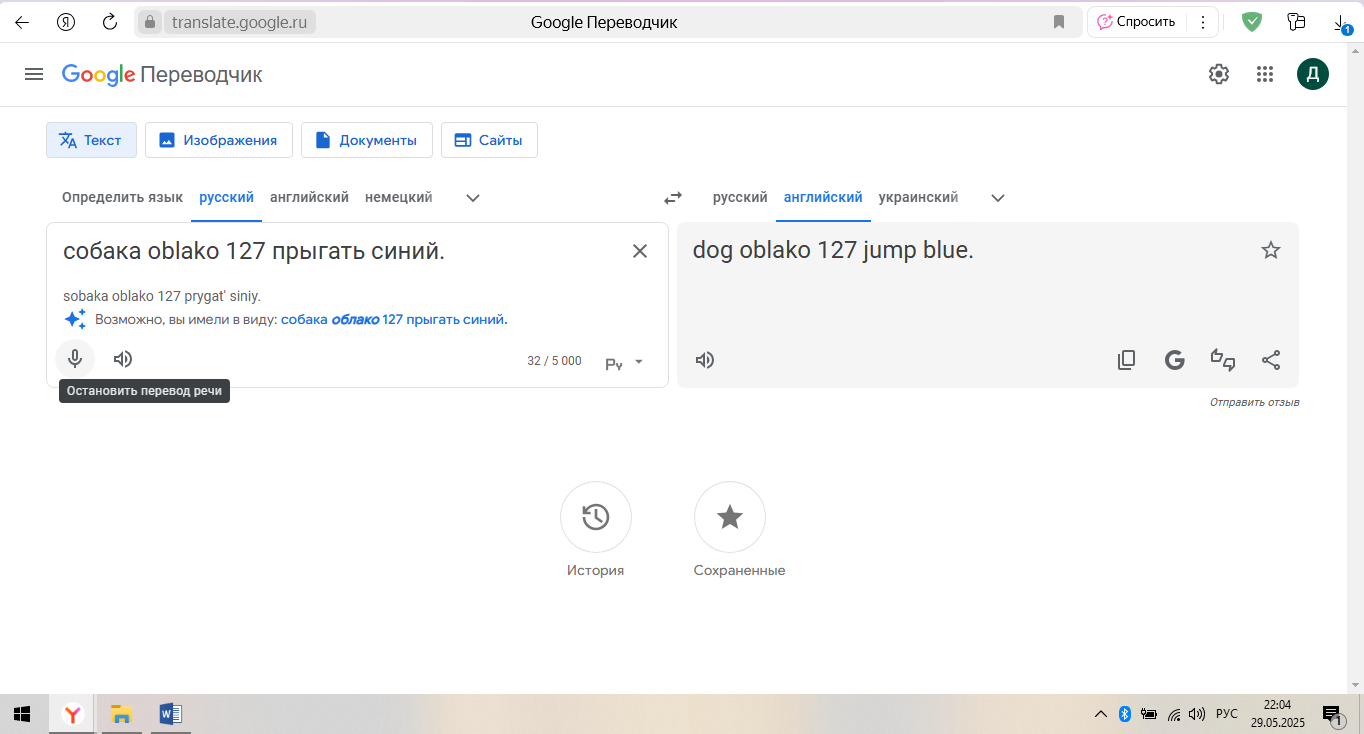 translate.google.ru
Google Переводчик
Спросить
1
Google Переводчик
Д
Текст
Изображения
Документы
Сайты
Определить язык
русский
английский
немецкий
русский
английский
украинский
собака oblako 127 прыгать синий.
sobaka oblako 127 prygat' siniy.
Возможно, вы имели в виду: собака облако 127 прыгать синий.
32 / 5 000
Ру
Остановить перевод речи
dog oblako 127 jump blue.
Отправить отзыв
История
Сохраненные
РУС
22:04
29.05.2025
1